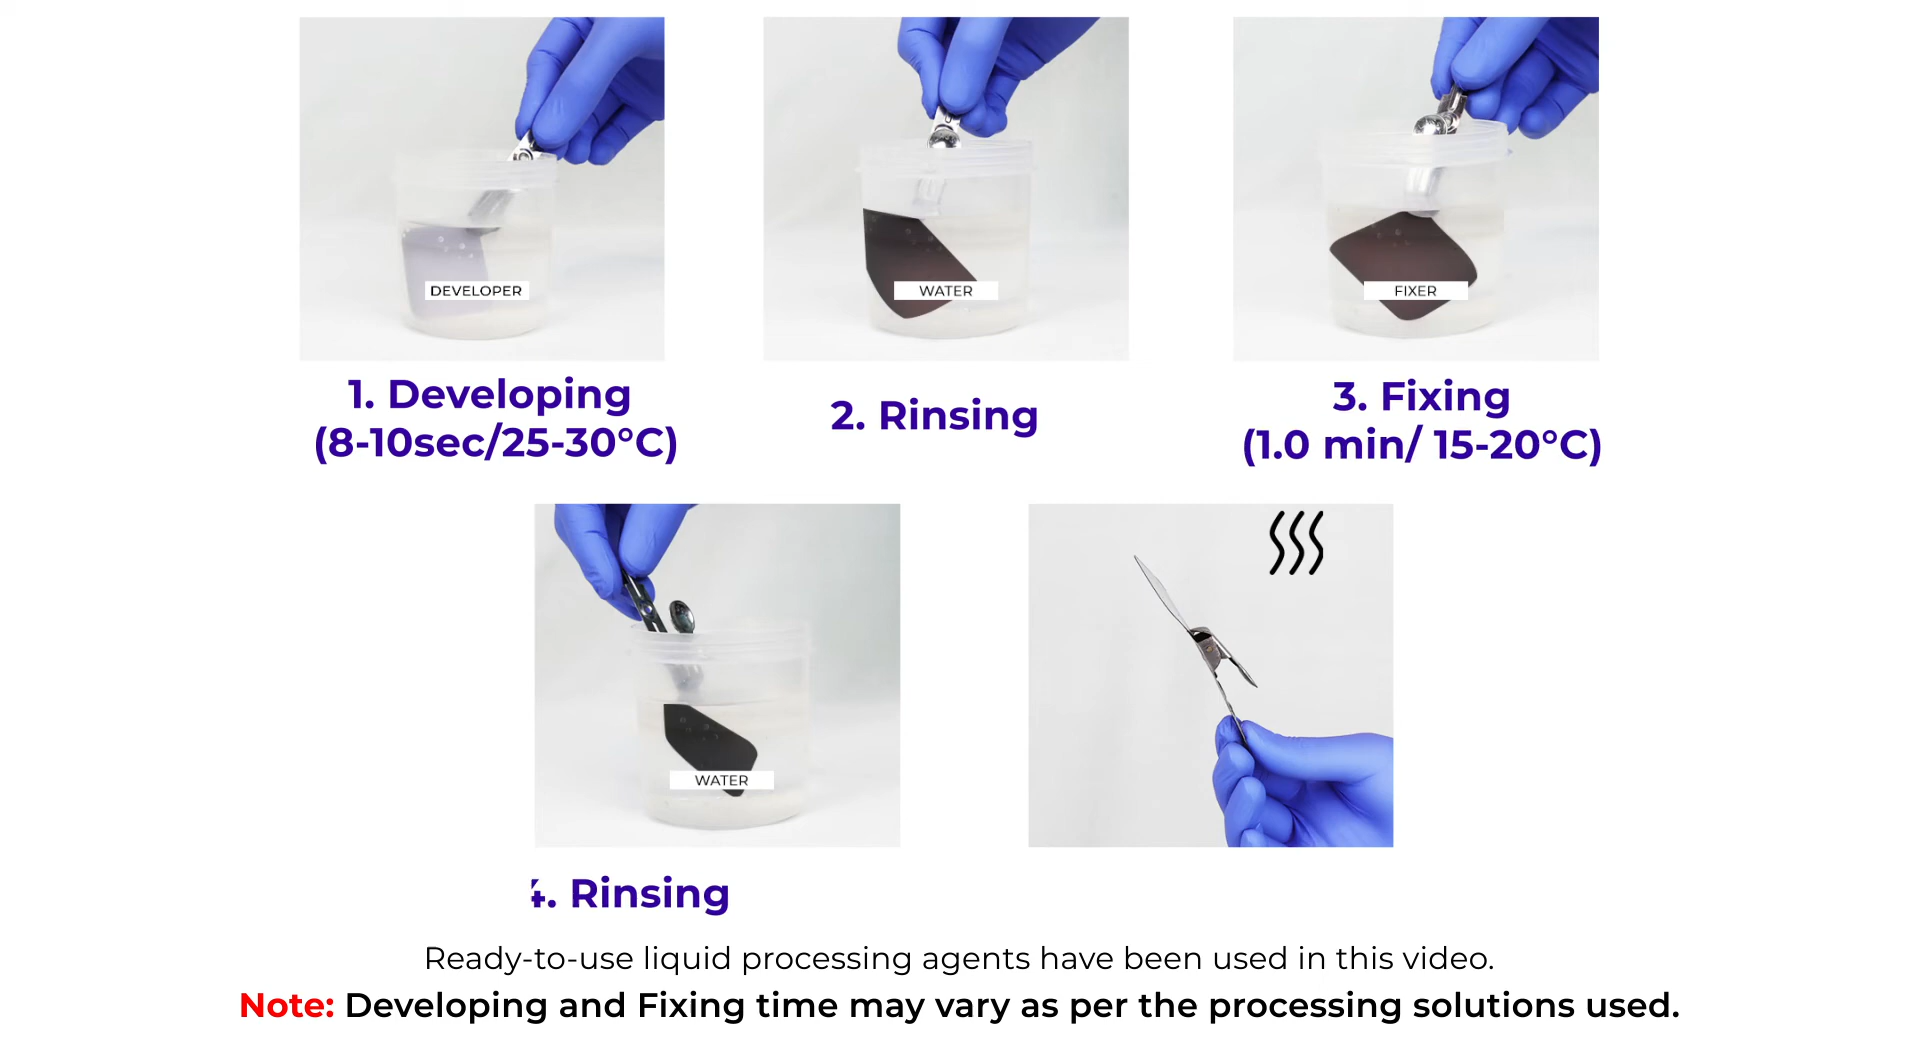 DEVELOPER
WATER
FIXER
1. Developing
(8-10sec/25-30°C)
2. Rinsing
3. Fixing
(1.0 min/ 15-20°C)
WATER
4. Rinsing
Ready-to-use liquid processing agents have been used in this video.
Note: Developing and Fixing time may vary as per the processing solutions used.